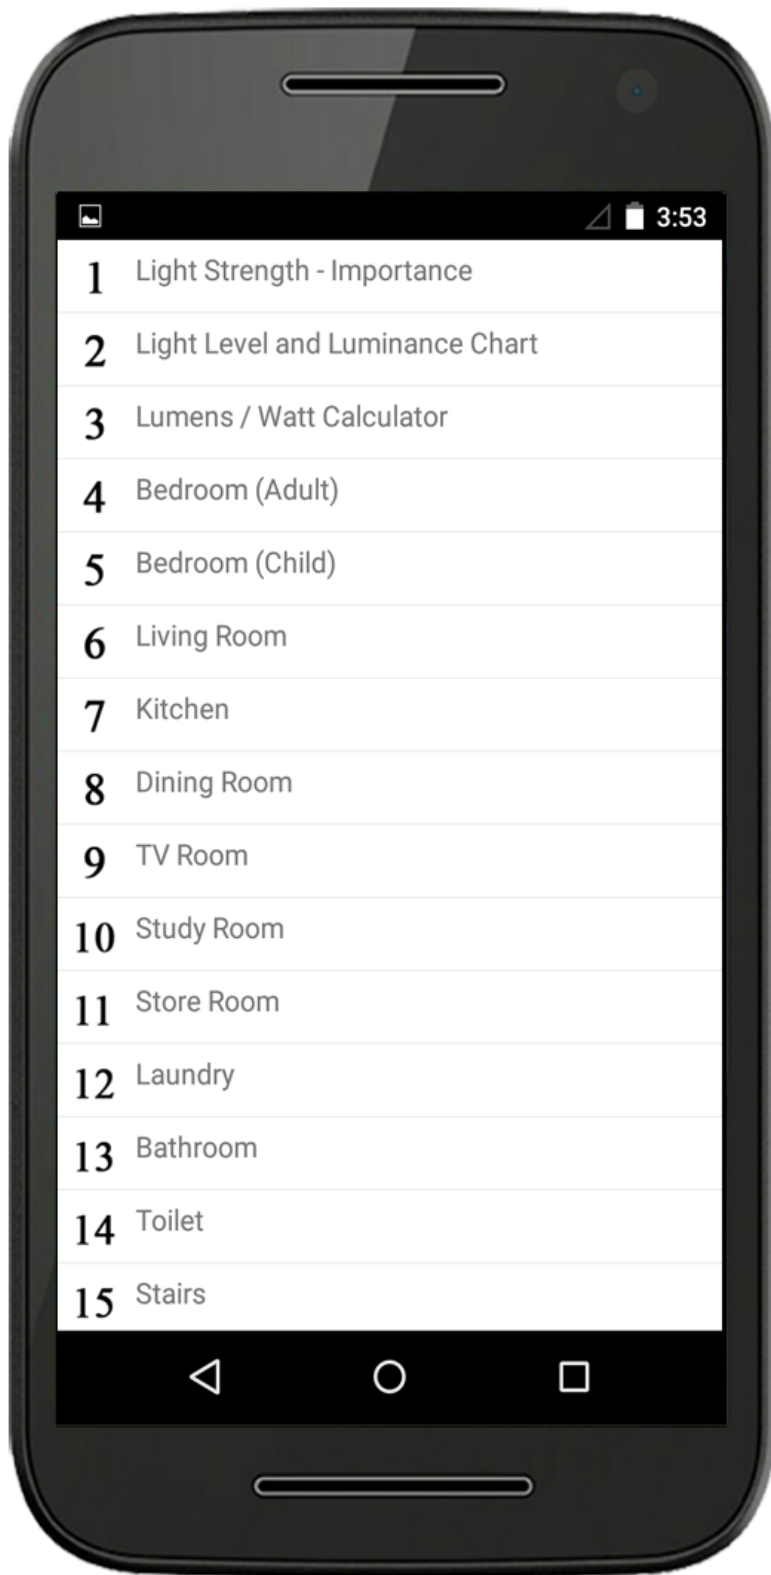 3:53
1 Light Strength - Importance
2 Light Level and Luminance Chart
3 Lumens / Watt Calculator
4 Bedroom (Adult)
5 Bedroom (Child)
6 Living Room
7 Kitchen
8 Dining Room
9 TV Room
10 Study Room
11 Store Room
12 Laundry
13 Bathroom
14 Toilet
15 Stairs